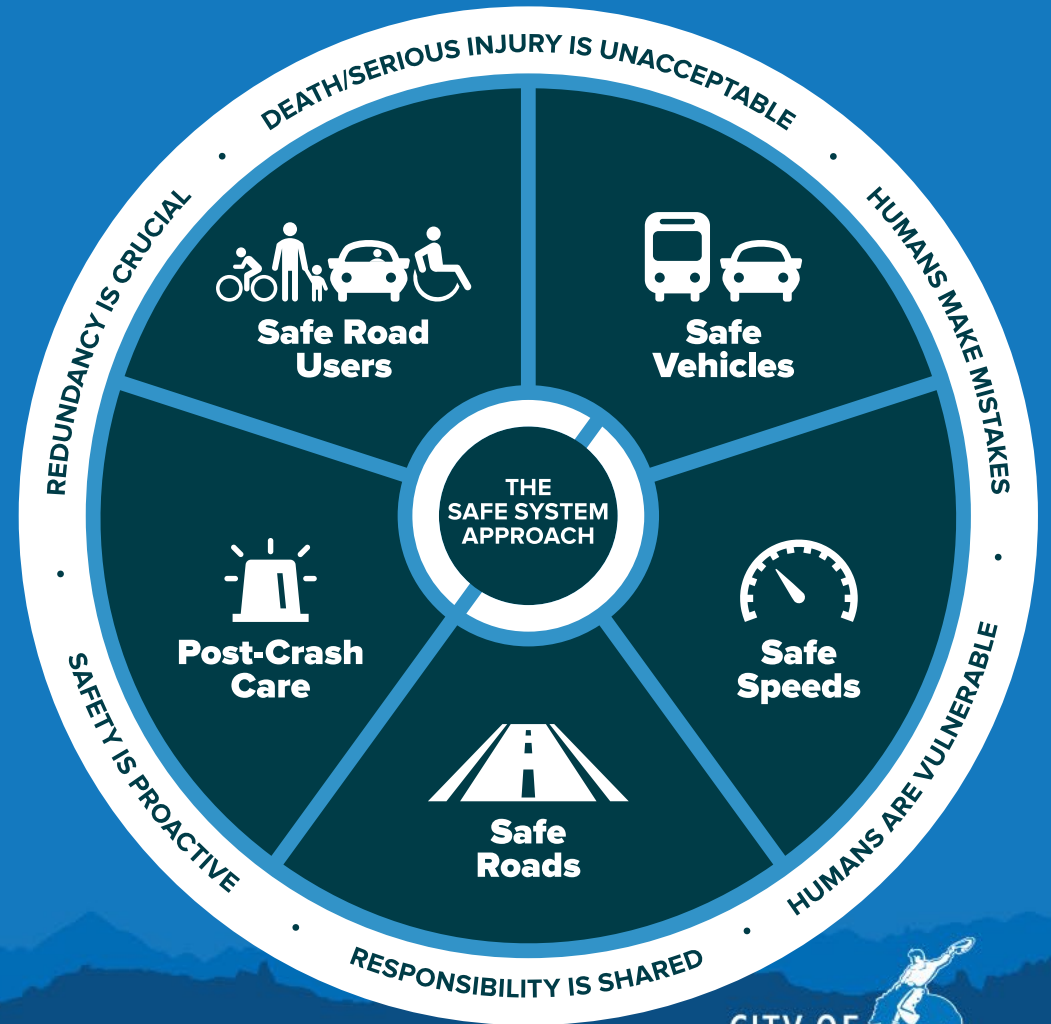 DEATH/SERIOUS INJURY IS UNACCEPTABLE
HUMANS MAKE MISTAKES
HUMANS ARE VULNERABLE
RESPONSIBILITY IS SHARED
SAFETY IS PROACTIVE
REDUNDANCY IS CRUCIAL
Safe Road
Users
Safe
Vehicles
THE
SAFE SYSTEM
APPROACH
Post-Crash
Care
Safe
Speeds
Safe
Roads
CITY OF